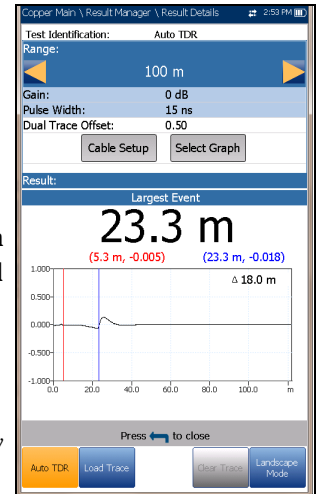 Copper Main \ Result Manager \ Result Details 2:53 PM
Test Identification: Auto TDR
Range:
100 m
Gain: 0 dB
Pulse Width: 15 ns
Dual Trace Offset: 0.50
Cable Setup Select Graph
Result:
Largest Event
23.3 m
(5.3 m, -0.005) (23.3 m, -0.018)
Δ 18.0 m
1.000
0.500
0.000
-0.500
-1.000
0.0 20.0 40.0 60.0 80.0 100.0 m
Press to close
Auto TDR Load Trace Clear Trace Landscape
Mode